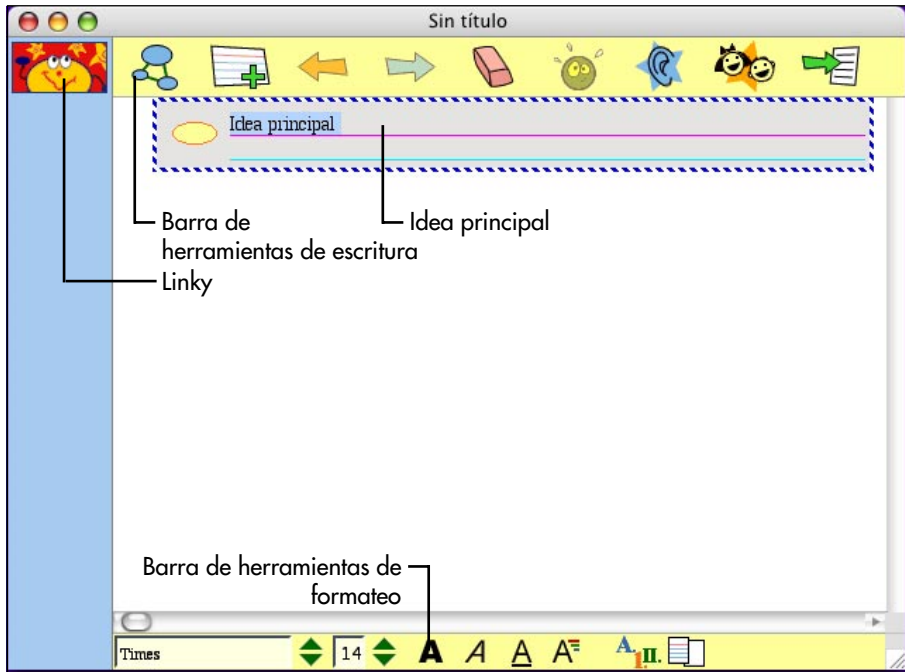 Sin título
Idea principal
Barra de
herramientas de escritura
Idea principal
Linky
Barra de herramientas de
formateo
Times
14
A A A A A1II.